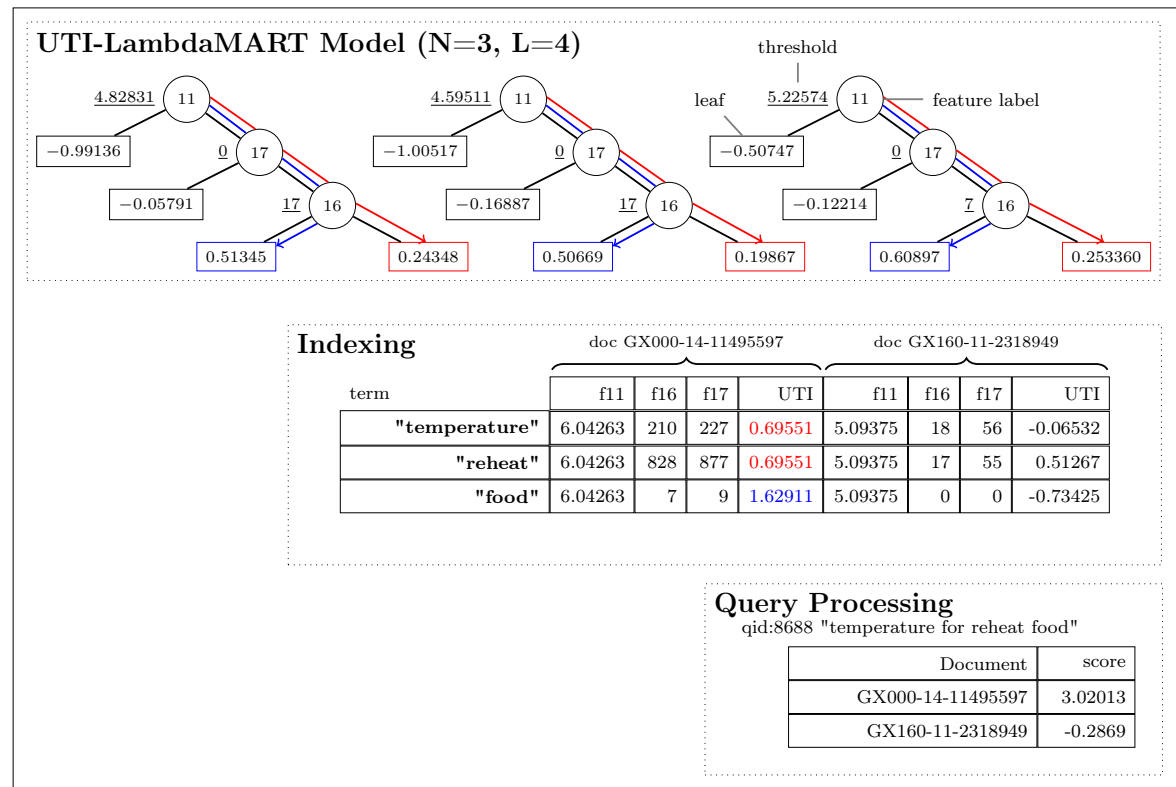 UTI-LambdaMART Model (N=3, L=4)
threshold
4.82831 11 4.59511 11 leaf 5.22574 11 feature label
−0.99136 0 17 −1.00517 0 17 −0.50747 0 17
−0.05791 17 16 −0.16887 17 16 −0.12214 7 16
0.51345 0.24348 0.50669 0.19867 0.60897 0.253360
Indexing
doc GX000-14-11495597 doc GX160-11-2318949
term f11 f16 f17 UTI f11 f16 f17 UTI
"temperature" 6.04263 210 227 0.69551 5.09375 18 56 -0.06532
"reheat" 6.04263 828 877 0.69551 5.09375 17 55 0.51267
"food" 6.04263 7 9 1.62911 5.09375 0 0 -0.73425
Query Processing
qid:8688 "temperature for reheat food"
Document score
GX000-14-11495597 3.02013
GX160-11-2318949 -0.2869